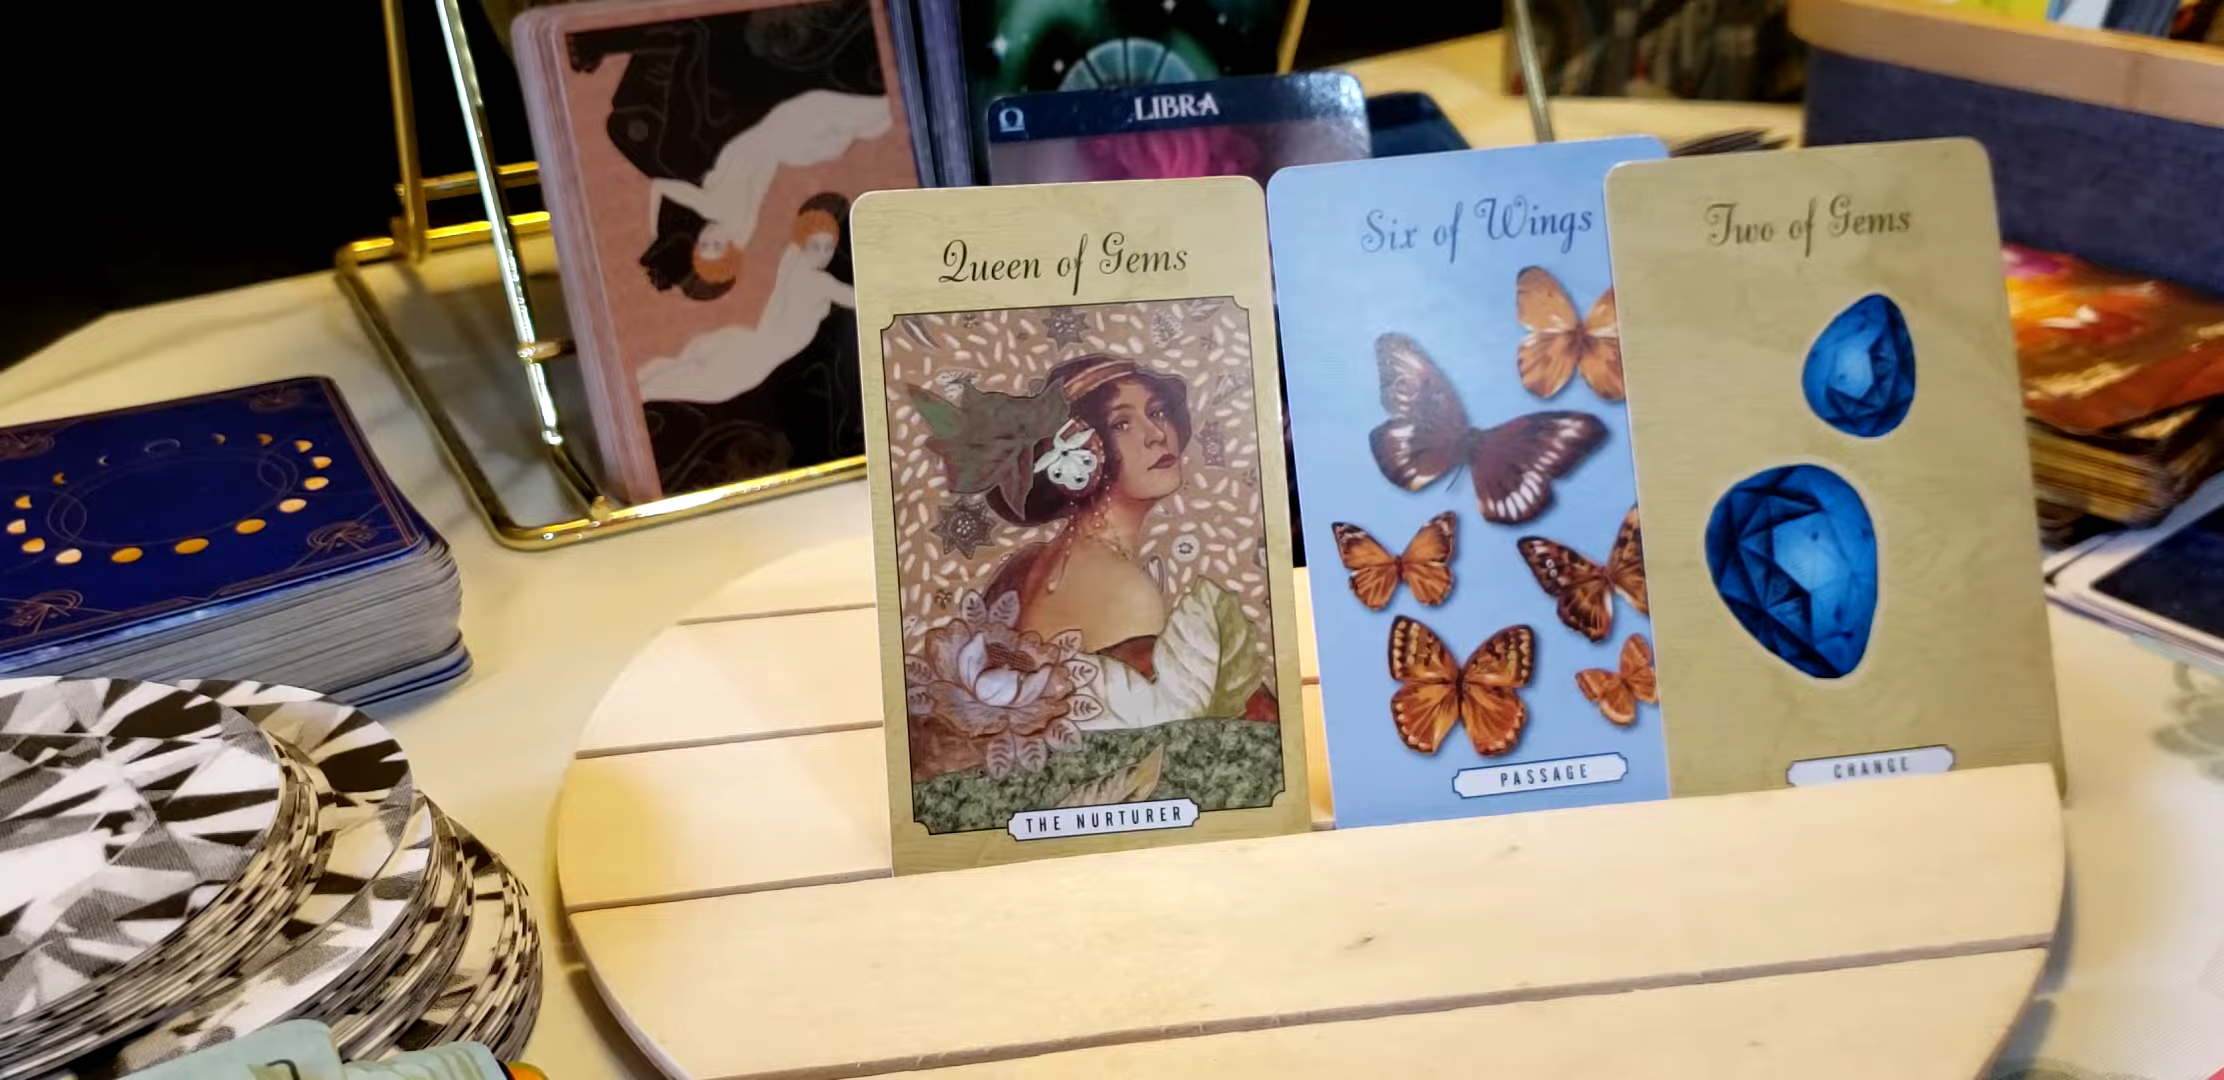 LIBRA
Queen of Gems
THE NURTURER
Six of Wings
PASSAGE
Two of Gems
CHANGE